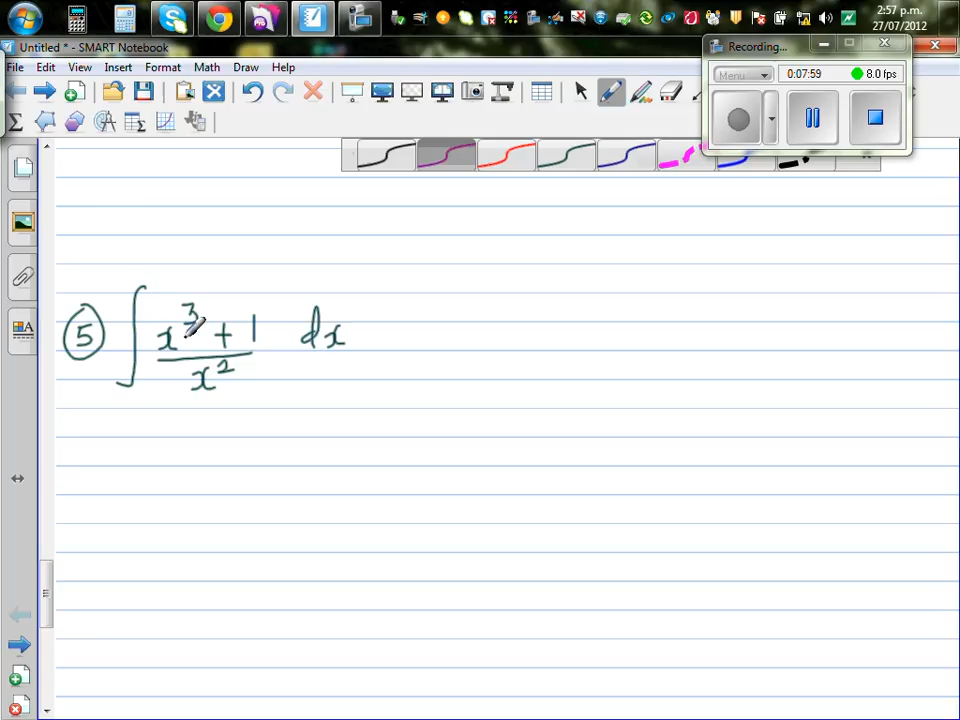 2:57 p.m.
27/07/2012
Untitled * - SMART Notebook
Recording...
File Edit View Insert Format Math Draw Help
Menu 0:07:59 8.0 fps
⑤ ∫ x³ + 1 dx
x²